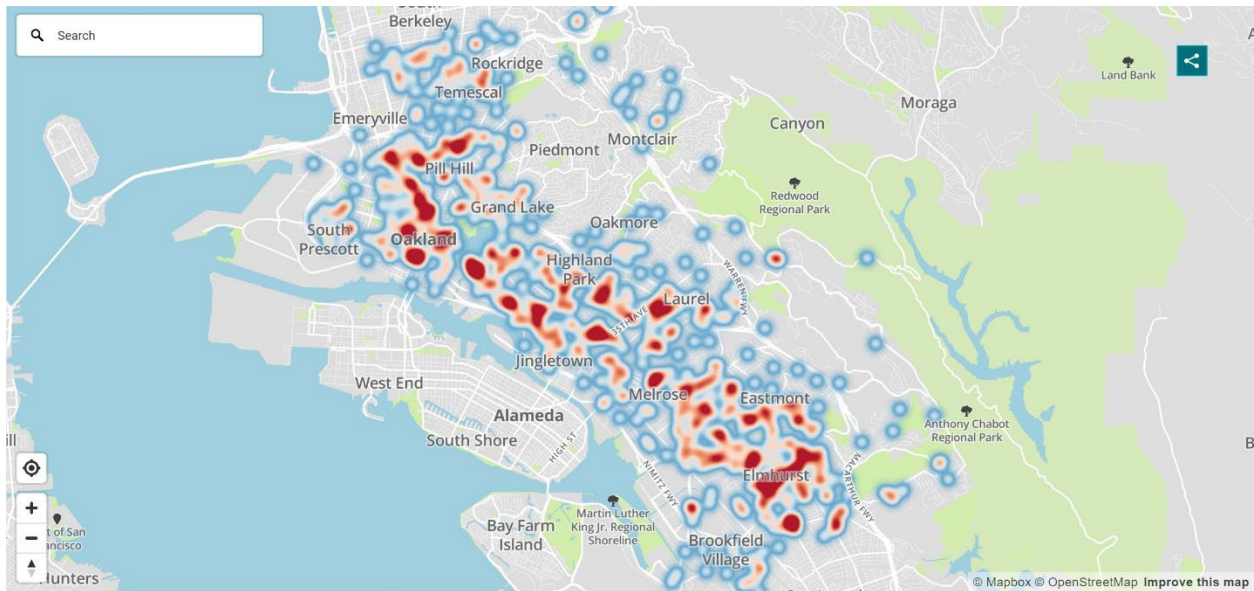 South
Berkeley
Search
Rockridge
Land Bank
Temescal
Moraga
Emeryville
Canyon
Montclair
Piedmont
Pill Hill
Redwood
Regional Park
Grand Lake
Oakmore
South
Prescott
Oakland
Highland
Park
WARREN FWY
Laurel
35TH AVE
Jingletown
West End
Melrose
Eastmont
Alameda
Anthony Chabot
Regional Park
South Shore
HIGH ST
Elmhurst
NIMITZ FWY
MACARTHUR FWY
Martin Luther
King Jr. Regional
Shoreline
Bay Farm
Island
Brookfield
Village
t of San
ancisco
Hunters
© Mapbox © OpenStreetMap Improve this map